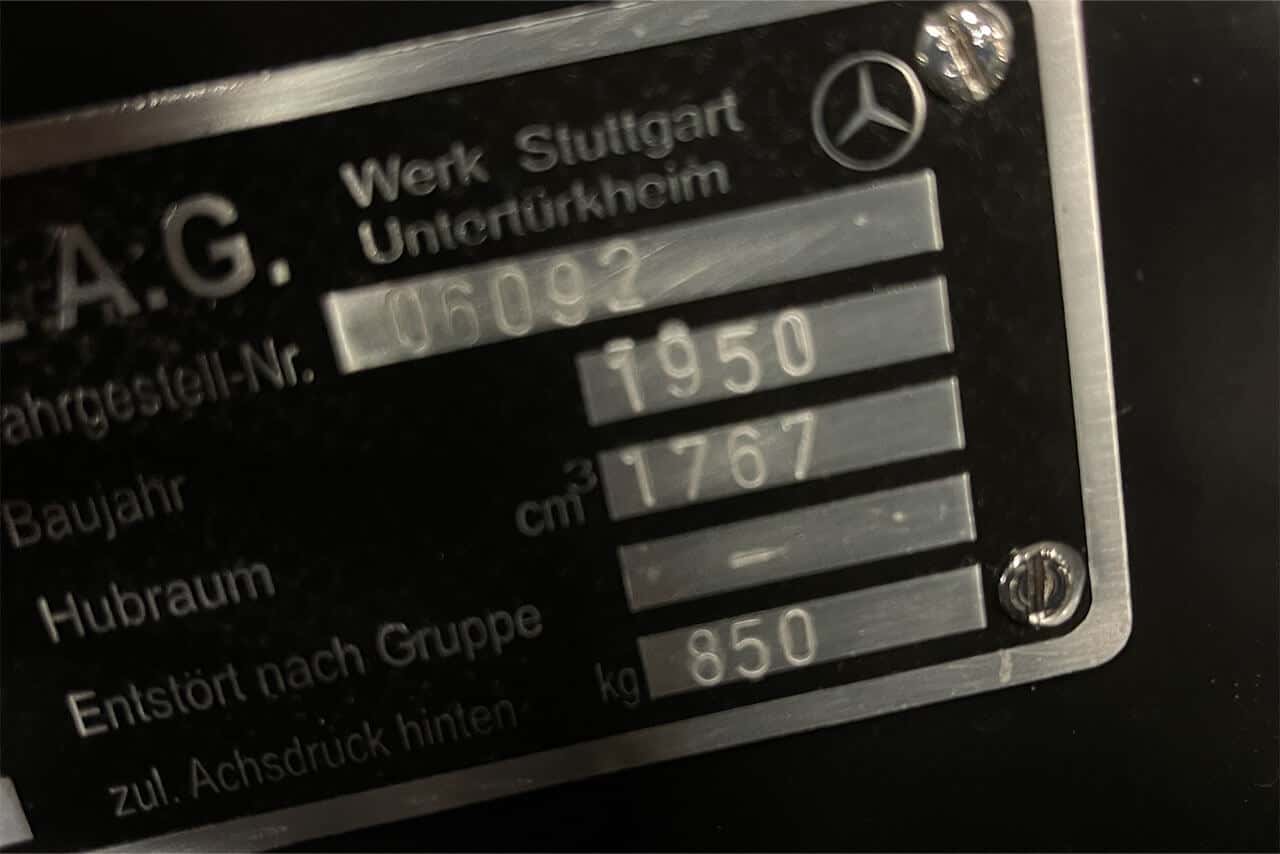 A.G.
Werk Stuttgart
Untertürkheim
ahrgestell-Nr. 06092
Baujahr 1950
Hubraum cm³ 1767
Entstört nach Gruppe –
zul. Achsdruck hinten kg 850